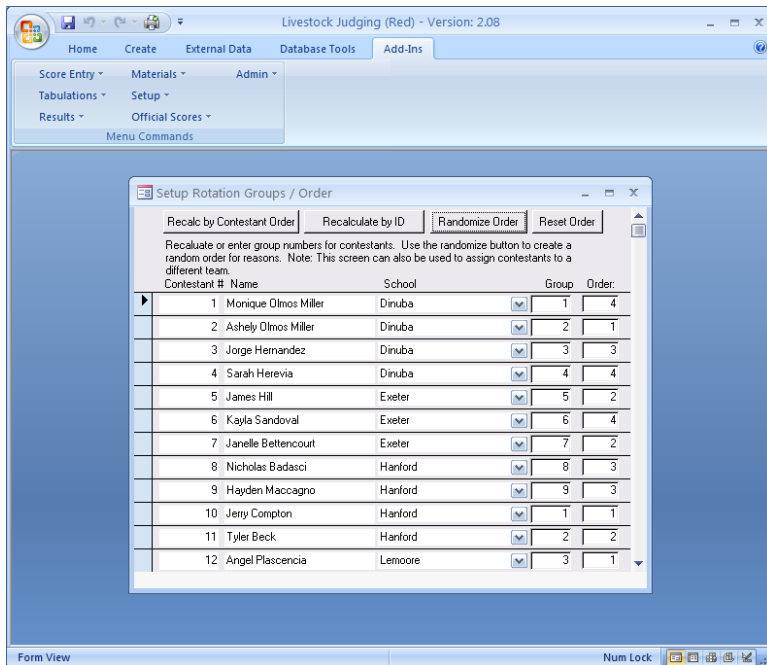 Livestock Judging (Red) - Version: 2.08
Home Create External Data Database Tools Add-Ins
Score Entry Materials Admin
Tabulations Setup
Results Official Scores
Menu Commands
Setup Rotation Groups / Order
Recalc by Contestant Order Recalculate by ID Randomize Order Reset Order
Recaluate or enter group numbers for contestants. Use the randomize button to create a
random order for reasons. Note: This screen can also be used to assign contestants to a
different team.
Contestant # Name School Group Order:
1 Monique Olmos Miller Dinuba 1 4
2 Ashely Olmos Miller Dinuba 2 1
3 Jorge Hernandez Dinuba 3 3
4 Sarah Herevia Dinuba 4 4
5 James Hill Exeter 5 2
6 Kayla Sandoval Exeter 6 4
7 Janelle Bettencourt Exeter 7 2
8 Nicholas Badasci Hanford 8 3
9 Hayden Maccagno Hanford 9 3
10 Jerry Compton Hanford 1 1
11 Tyler Beck Hanford 2 2
12 Angel Plascencia Lemoore 3 1
Form View Num Lock